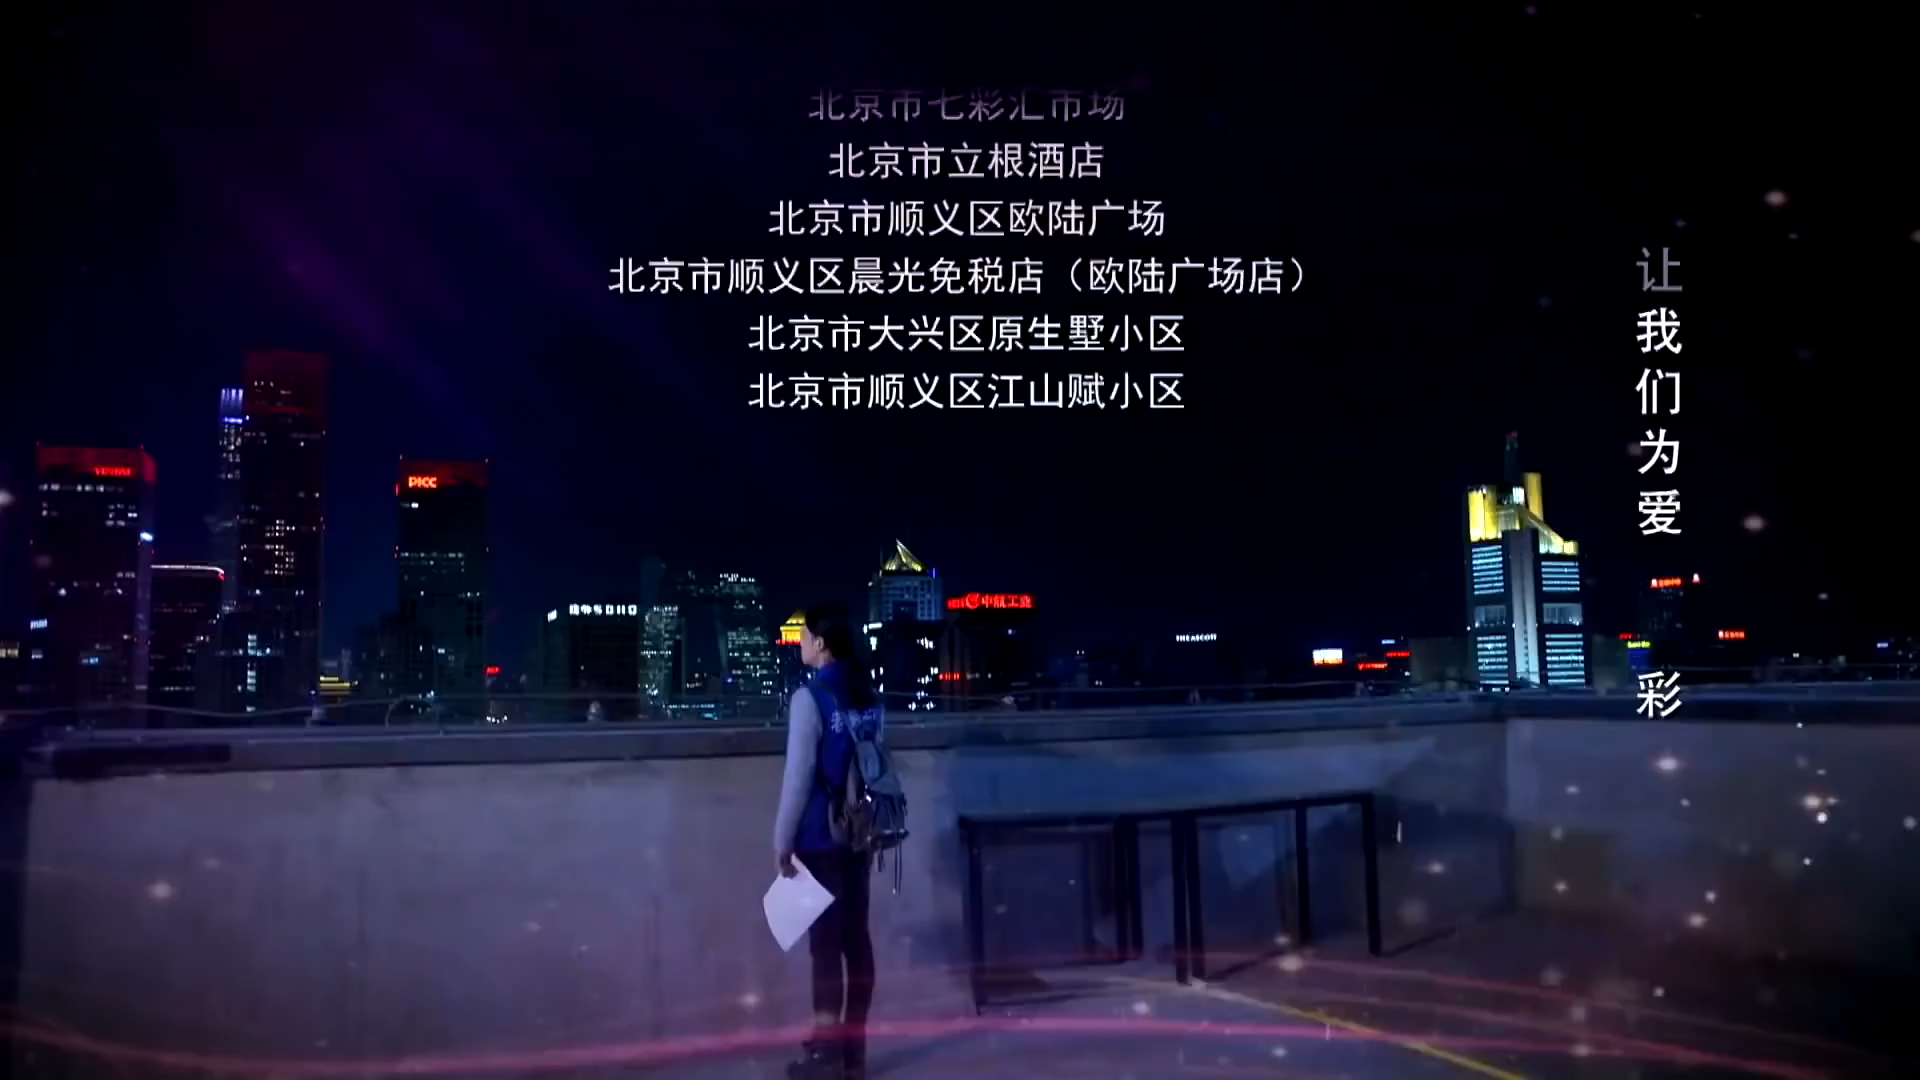 北京市七彩汇市场
北京市立根酒店
北京市顺义区欧陆广场
北京市顺义区晨光免税店（欧陆广场店）
北京市大兴区原生墅小区
北京市顺义区江山赋小区
让我们为爱 彩
PICC
SOHO
中航工业
THE ASCOTT